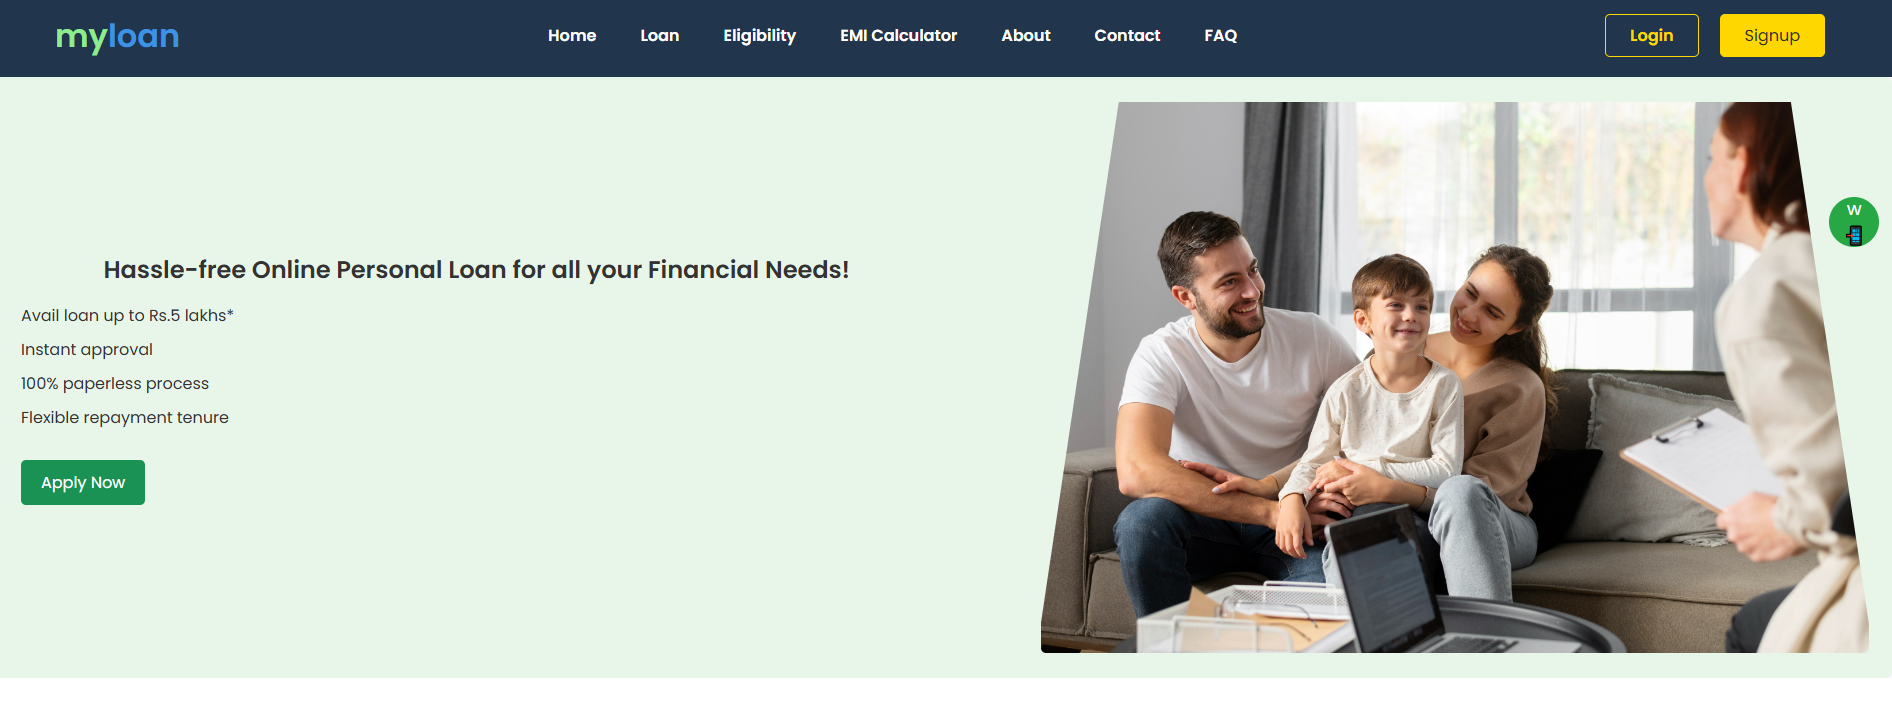 myloan
Home Loan Eligibility EMI Calculator About Contact FAQ
Login Signup
W
Hassle-free Online Personal Loan for all your Financial Needs!
Avail loan up to Rs.5 lakhs*
Instant approval
100% paperless process
Flexible repayment tenure
Apply Now